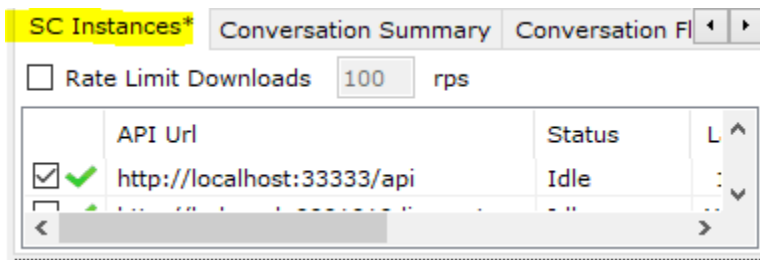 SC Instances* Conversation Summary Conversation Fl
Rate Limit Downloads 100 rps
API Url Status
http://localhost:33333/api Idle